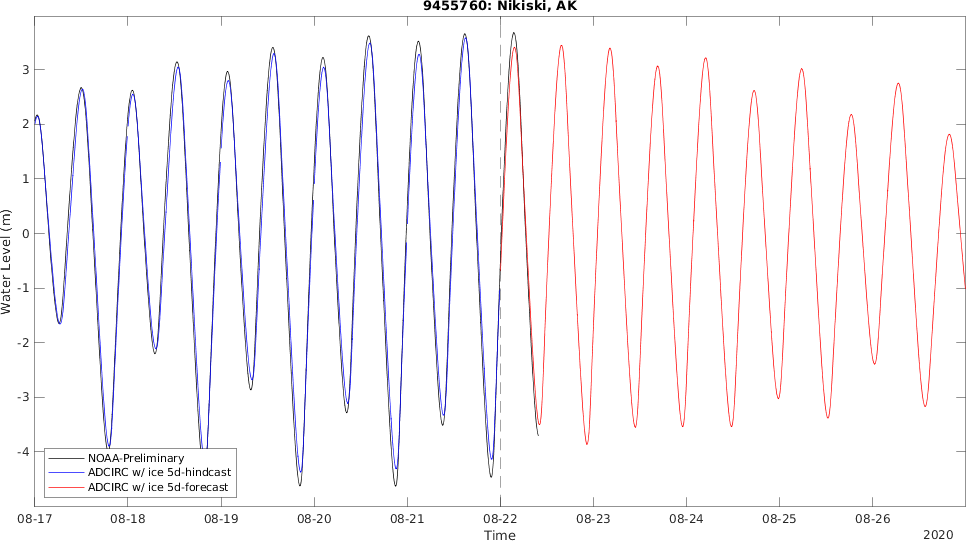 9455760: Nikiski, AK
Water Level (m)
3
2
1
0
-1
-2
-3
-4
NOAA-Preliminary
ADCIRC w/ ice 5d-hindcast
ADCIRC w/ ice 5d-forecast
08-17 08-18 08-19 08-20 08-21 08-22 08-23 08-24 08-25 08-26
Time
2020